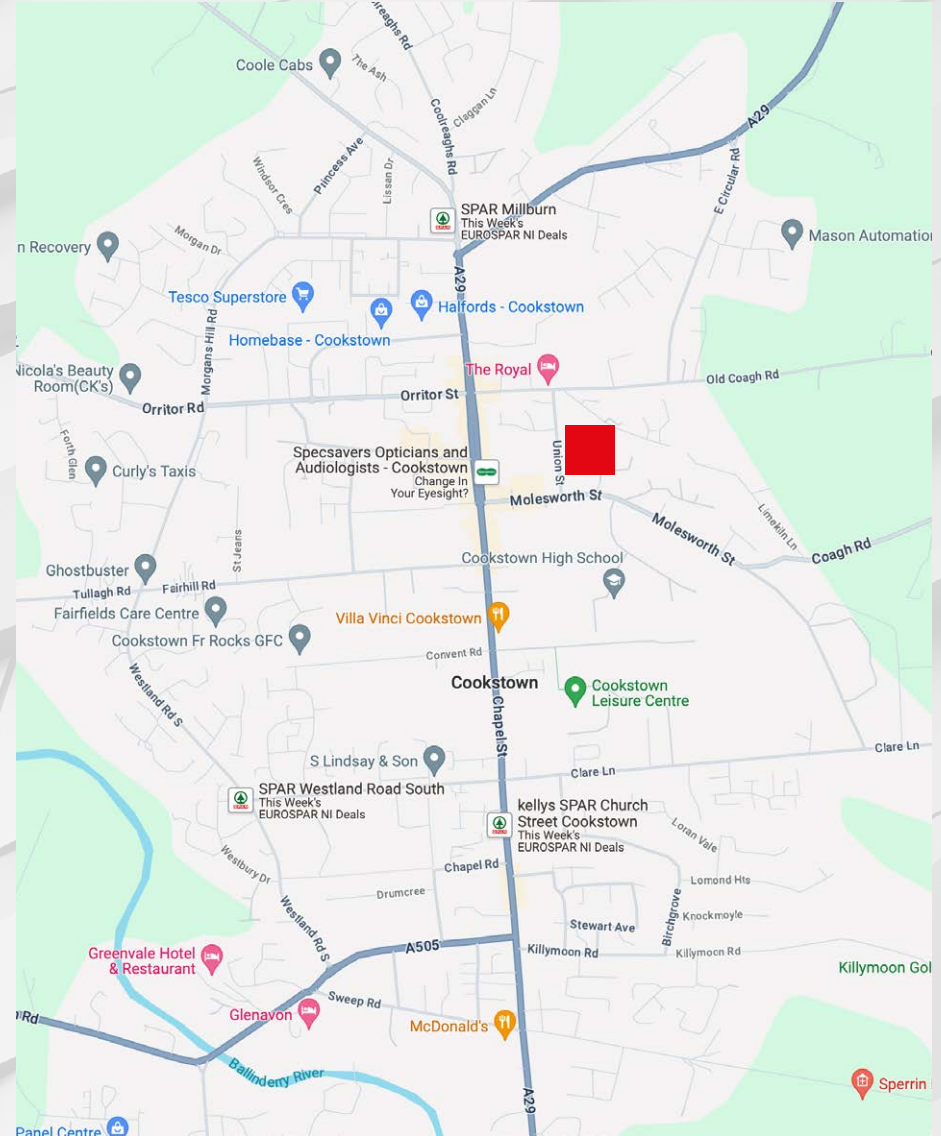 reaghs Rd
Coole Cabs
The Ash
Claggan Ln
Coolreaghs Rd
A29
Princess Ave
Windsor Cres
Lissan Dr
E Circular Rd
SPAR Millburn
This Week's
EUROSPAR NI Deals
Mason Automation
Morgan Dr
n Recovery
A29
Tesco Superstore
Halfords - Cookstown
Homebase - Cookstown
Morgans Hill Rd
The Royal
Nicola's Beauty
Room(CK's)
Old Coagh Rd
Orritor St
Orritor Rd
Forth Glen
Specsavers Opticians and
Audiologists - Cookstown
Change In
Your Eyesight?
Union St
Curly's Taxis
Molesworth St
Limekiln Ln
Molesworth St
Coagh Rd
St Jeans
Cookstown High School
Ghostbuster
Tullagh Rd
Fairhill Rd
Fairfields Care Centre
Villa Vinci Cookstown
Cookstown Fr Rocks GFC
Convent Rd
Westland Rd S
Cookstown
Cookstown
Leisure Centre
Chapel St
S Lindsay & Son
Clare Ln
Clare Ln
SPAR Westland Road South
This Week's
EUROSPAR NI Deals
kellys SPAR Church
Street Cookstown
This Week's
EUROSPAR NI Deals
Loran Vale
Westbury Dr
Chapel Rd
Lomond Hts
Drumcree
Birchgrove
Knockmoyle
Stewart Ave
Westland Rd S
A505
Killymoon Rd
Killymoon Rd
Greenvale Hotel
& Restaurant
Killymoon Gol
Sweep Rd
Glenavon
McDonald's
n Rd
Ballinderry River
Sperrin
A29
Panel Centre